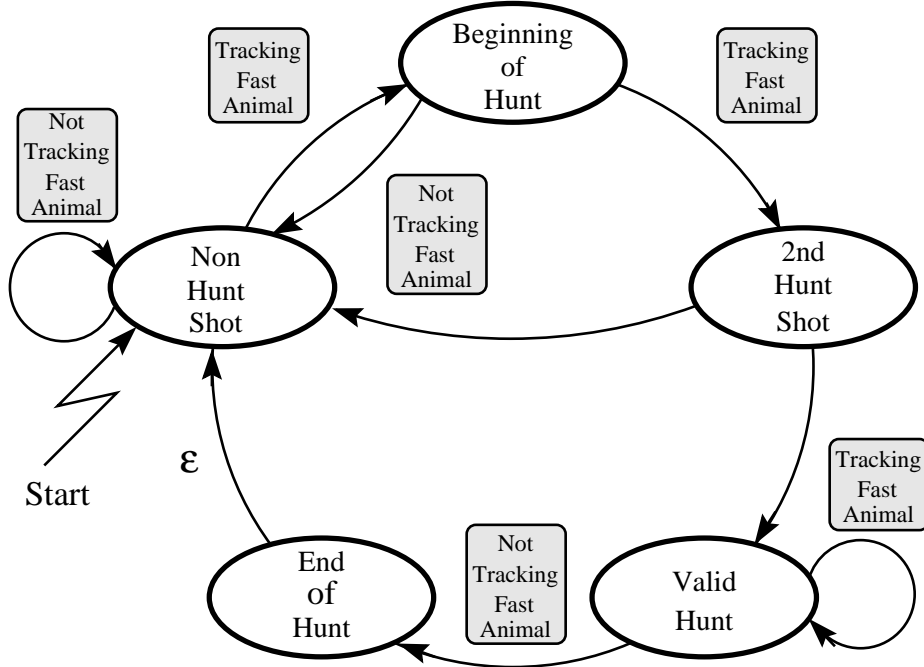 Tracking
Fast
Animal
Beginning
of
Hunt
Tracking
Fast
Animal
Not
Tracking
Fast
Animal
Not
Tracking
Fast
Animal
Non
Hunt
Shot
2nd
Hunt
Shot
Start
ε
Tracking
Fast
Animal
End
of
Hunt
Not
Tracking
Fast
Animal
Valid
Hunt